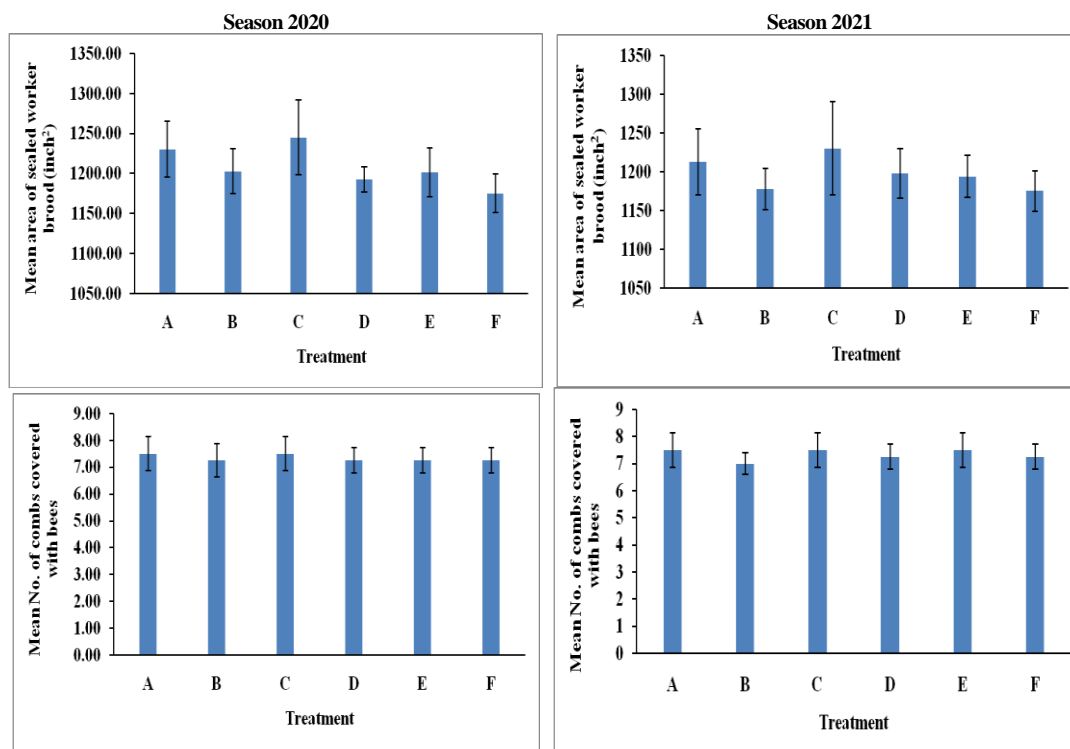 Season 2020
Season 2021
Mean area of sealed worker
brood (inch²)
1350.00
1300.00
1250.00
1200.00
1150.00
1100.00
1050.00
A B C D E F
Treatment
Mean area of sealed worker
brood (inch²)
1350
1300
1250
1200
1150
1100
1050
A B C D E F
Treatment
Mean No. of combs covered
with bees
9.00
8.00
7.00
6.00
5.00
4.00
3.00
2.00
1.00
0.00
A B C D E F
Treatment
Mean No. of combs covered
with bees
9
8
7
6
5
4
3
2
1
0
A B C D E F
Treatment